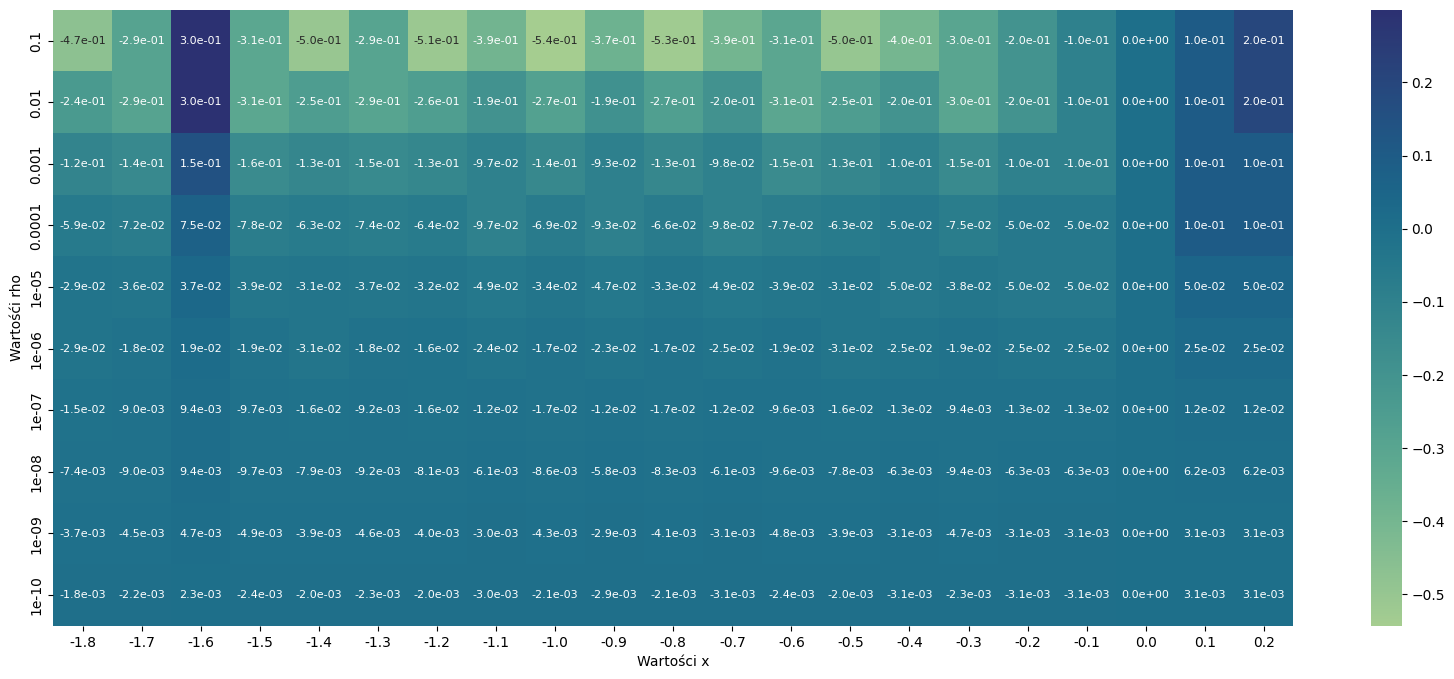 0.1 -4.7e-01 -2.9e-01 3.0e-01 -3.1e-01 -5.0e-01 -2.9e-01 -5.1e-01 -3.9e-01 -5.4e-01 -3.7e-01 -5.3e-01 -3.9e-01 -3.1e-01 -5.0e-01 -4.0e-01 -3.0e-01 -2.0e-01 -1.0e-01 0.0e+00 1.0e-01 2.0e-01
0.01 -2.4e-01 -2.9e-01 3.0e-01 -3.1e-01 -2.5e-01 -2.9e-01 -2.6e-01 -1.9e-01 -2.7e-01 -1.9e-01 -2.7e-01 -2.0e-01 -3.1e-01 -2.5e-01 -2.0e-01 -3.0e-01 -2.0e-01 -1.0e-01 0.0e+00 1.0e-01 2.0e-01
0.001 -1.2e-01 -1.4e-01 1.5e-01 -1.6e-01 -1.3e-01 -1.5e-01 -1.3e-01 -9.7e-02 -1.4e-01 -9.3e-02 -1.3e-01 -9.8e-02 -1.5e-01 -1.3e-01 -1.0e-01 -1.5e-01 -1.0e-01 -1.0e-01 0.0e+00 1.0e-01 1.0e-01
0.0001 -5.9e-02 -7.2e-02 7.5e-02 -7.8e-02 -6.3e-02 -7.4e-02 -6.4e-02 -9.7e-02 -6.9e-02 -9.3e-02 -6.6e-02 -9.8e-02 -7.7e-02 -6.3e-02 -5.0e-02 -7.5e-02 -5.0e-02 -5.0e-02 0.0e+00 1.0e-01 1.0e-01
1e-05 -2.9e-02 -3.6e-02 3.7e-02 -3.9e-02 -3.1e-02 -3.7e-02 -3.2e-02 -4.9e-02 -3.4e-02 -4.7e-02 -3.3e-02 -4.9e-02 -3.9e-02 -3.1e-02 -5.0e-02 -3.8e-02 -5.0e-02 -5.0e-02 0.0e+00 5.0e-02 5.0e-02
1e-06 -2.9e-02 -1.8e-02 1.9e-02 -1.9e-02 -3.1e-02 -1.8e-02 -1.6e-02 -2.4e-02 -1.7e-02 -2.3e-02 -1.7e-02 -2.5e-02 -1.9e-02 -3.1e-02 -2.5e-02 -1.9e-02 -2.5e-02 -2.5e-02 0.0e+00 2.5e-02 2.5e-02
1e-07 -1.5e-02 -9.0e-03 9.4e-03 -9.7e-03 -1.6e-02 -9.2e-03 -1.6e-02 -1.2e-02 -1.7e-02 -1.2e-02 -1.7e-02 -1.2e-02 -9.6e-03 -1.6e-02 -1.3e-02 -9.4e-03 -1.3e-02 -1.3e-02 0.0e+00 1.2e-02 1.2e-02
1e-08 -7.4e-03 -9.0e-03 9.4e-03 -9.7e-03 -7.9e-03 -9.2e-03 -8.1e-03 -6.1e-03 -8.6e-03 -5.8e-03 -8.3e-03 -6.1e-03 -9.6e-03 -7.8e-03 -6.3e-03 -9.4e-03 -6.3e-03 -6.3e-03 0.0e+00 6.2e-03 6.2e-03
1e-09 -3.7e-03 -4.5e-03 4.7e-03 -4.9e-03 -3.9e-03 -4.6e-03 -4.0e-03 -3.0e-03 -4.3e-03 -2.9e-03 -4.1e-03 -3.1e-03 -4.8e-03 -3.9e-03 -3.1e-03 -4.7e-03 -3.1e-03 -3.1e-03 0.0e+00 3.1e-03 3.1e-03
1e-10 -1.8e-03 -2.2e-03 2.3e-03 -2.4e-03 -2.0e-03 -2.3e-03 -2.0e-03 -3.0e-03 -2.1e-03 -2.9e-03 -2.1e-03 -3.1e-03 -2.4e-03 -2.0e-03 -3.1e-03 -2.3e-03 -3.1e-03 -3.1e-03 0.0e+00 3.1e-03 3.1e-03
-1.8 -1.7 -1.6 -1.5 -1.4 -1.3 -1.2 -1.1 -1.0 -0.9 -0.8 -0.7 -0.6 -0.5 -0.4 -0.3 -0.2 -0.1 0.0 0.1 0.2
Wartości x
Wartośći rho
0.2
0.1
0.0
−0.1
−0.2
−0.3
−0.4
−0.5